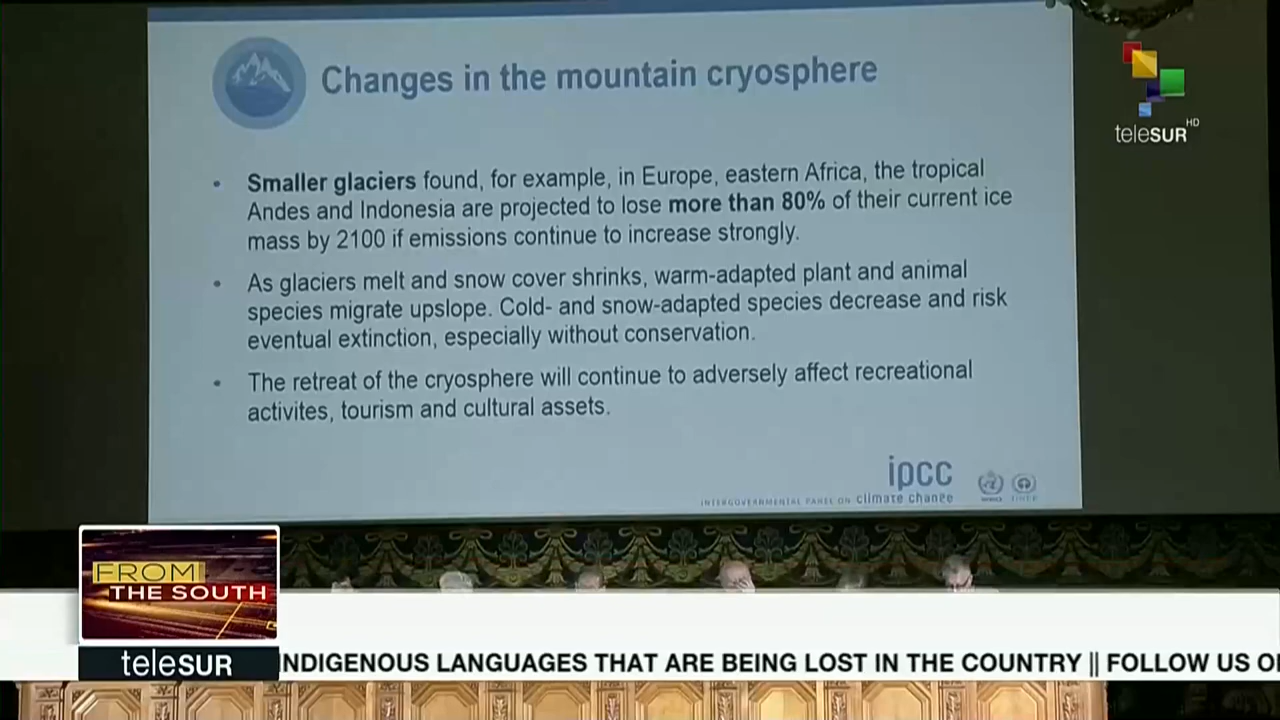 Changes in the mountain cryosphere
teleSUR HD
• Smaller glaciers found, for example, in Europe, eastern Africa, the tropical
Andes and Indonesia are projected to lose more than 80% of their current ice
mass by 2100 if emissions continue to increase strongly.
• As glaciers melt and snow cover shrinks, warm-adapted plant and animal
species migrate upslope. Cold- and snow-adapted species decrease and risk
eventual extinction, especially without conservation.
• The retreat of the cryosphere will continue to adversely affect recreational
activites, tourism and cultural assets.
ipcc
INTERGOVERNMENTAL PANEL ON climate change
FROM
THE SOUTH
teleSUR
INDIGENOUS LANGUAGES THAT ARE BEING LOST IN THE COUNTRY || FOLLOW US O